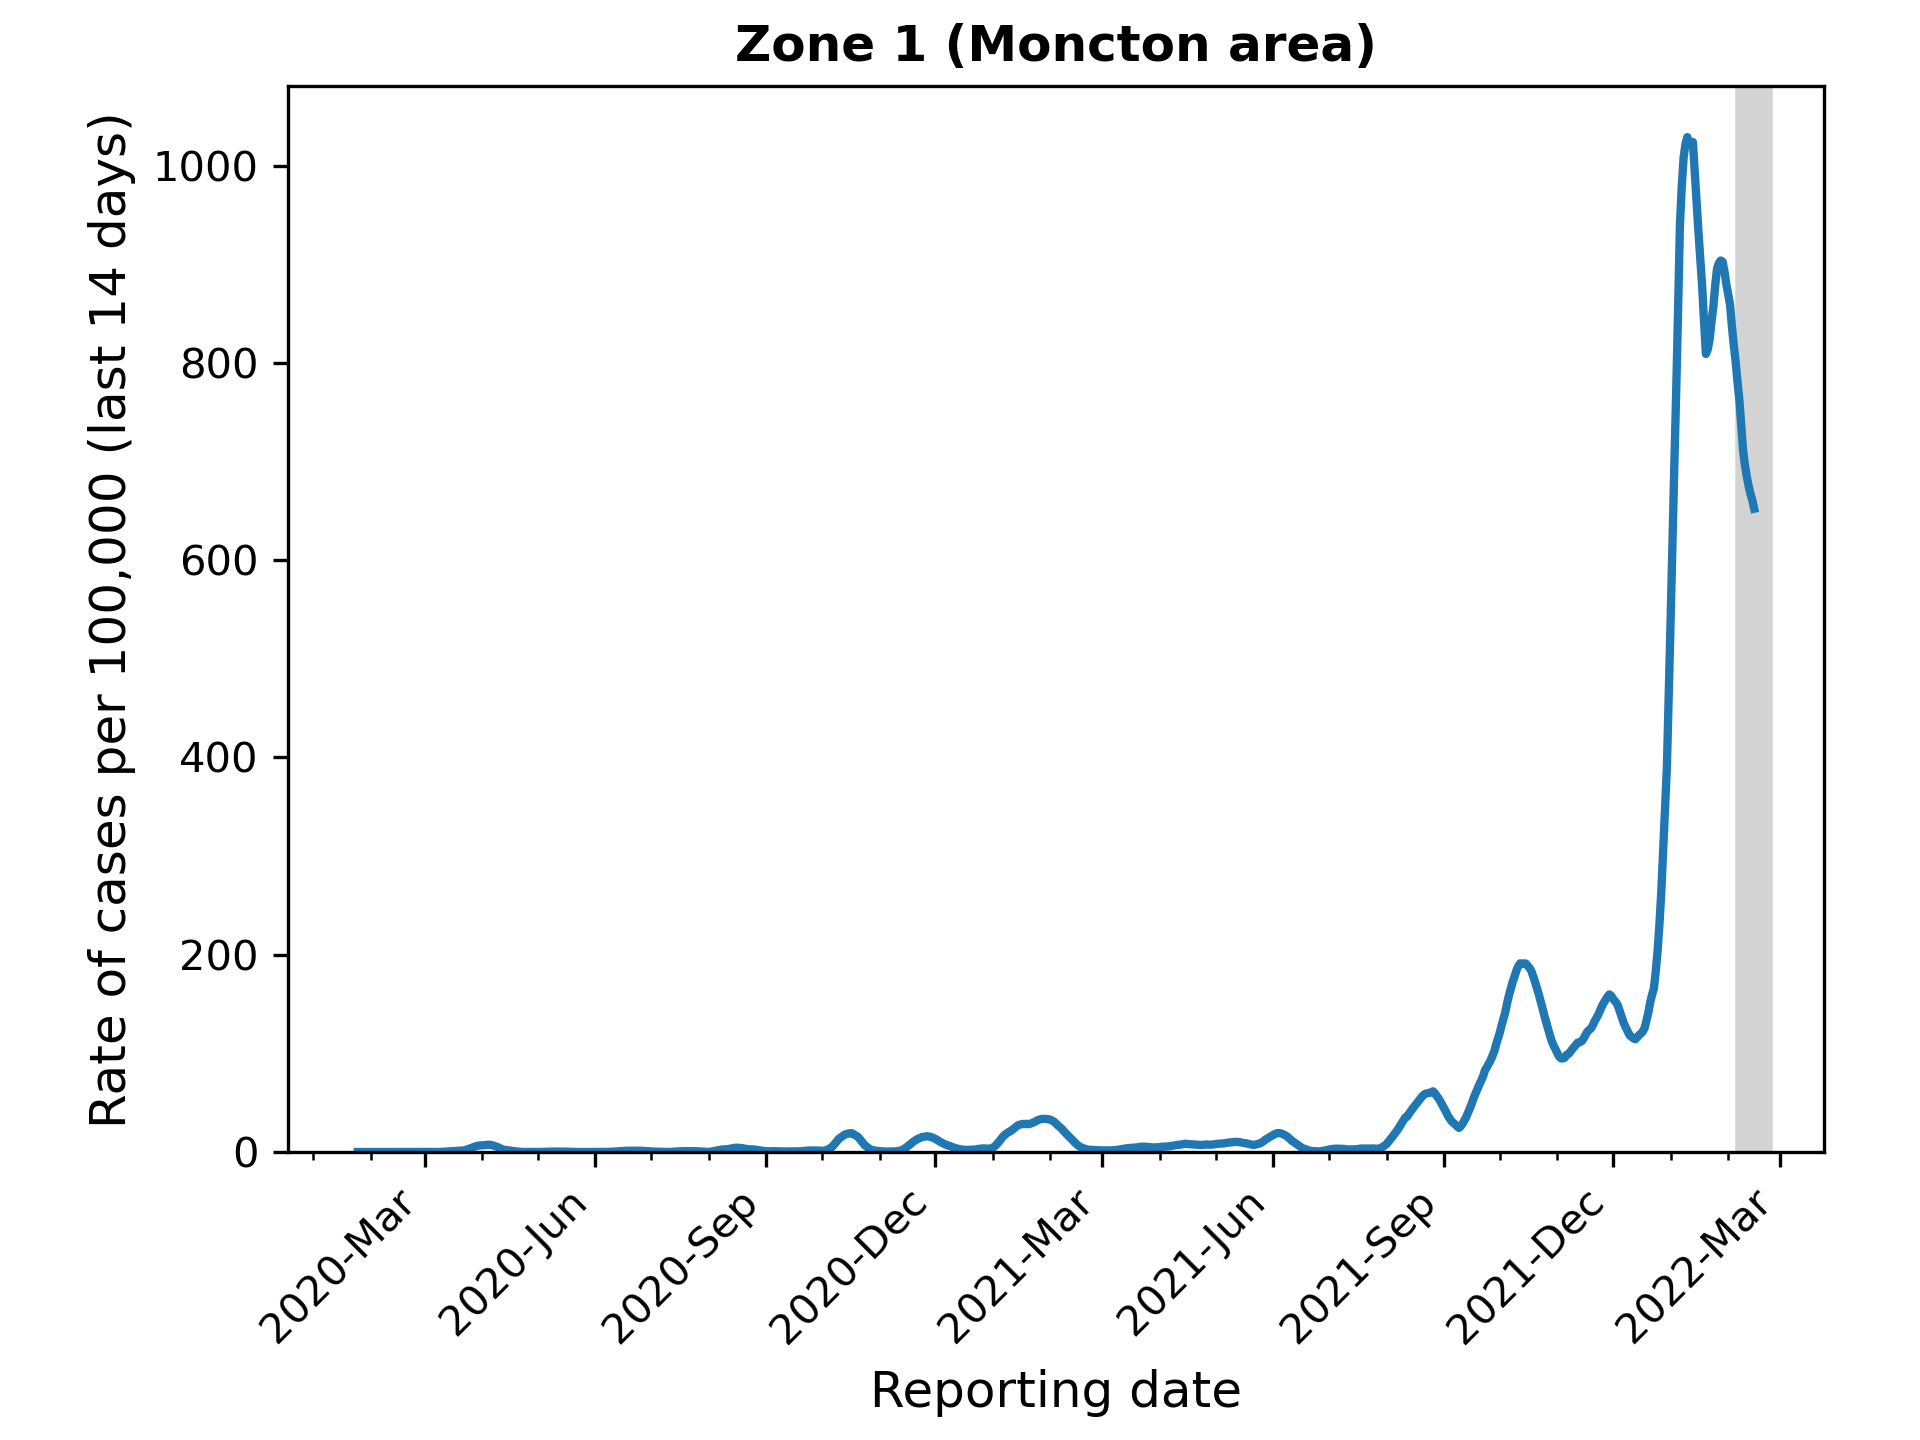 Zone 1 (Moncton area)
Rate of cases per 100,000 (last 14 days)
1000
800
600
400
200
0
2020-Mar
2020-Jun
2020-Sep
2020-Dec
2021-Mar
2021-Jun
2021-Sep
2021-Dec
2022-Mar
Reporting date